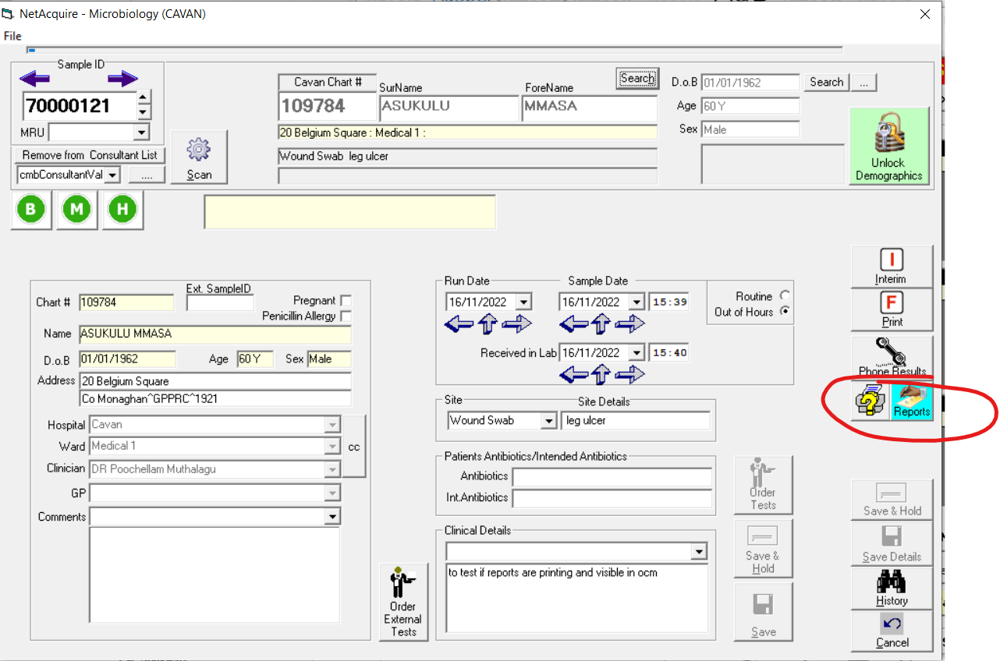 NetAcquire - Microbiology (CAVAN)
File
Sample ID
70000121
MRU
Remove from Consultant List
cmbConsultantVal
....
Scan
Cavan Chart #
SurName
ForeName
Search
109784
ASUKULU
MMASA
20 Belgium Square : Medical 1 :
Wound Swab leg ulcer
D.o.B 01/01/1962 Search ...
Age 60 Y
Sex Male
Unlock
Demographics
B M H
Chart # 109784
Ext. SampleID
Pregnant
Penicillin Allergy
Name ASUKULU MMASA
D.o.B 01/01/1962 Age 60 Y Sex Male
Address 20 Belgium Square
Co Monaghan^GPPRC^1921
Hospital Cavan
Ward Medical 1
cc
Clinician DR Poochellam Muthalagu
GP
Comments
Order
External
Tests
Run Date
Sample Date
16/11/2022
16/11/2022 15:39
Routine
Out of Hours
Received in Lab 16/11/2022 15:40
Site
Site Details
Wound Swab
leg ulcer
Patients Antibiotics/Intended Antibiotics
Antibiotics
Int.Antibiotics
Clinical Details
to test if reports are printing and visible in ocm
Order
Tests
Save &
Hold
Save
I
Interim
F
Print
Phone Results
Reports
Save & Hold
Save Details
History
Cancel